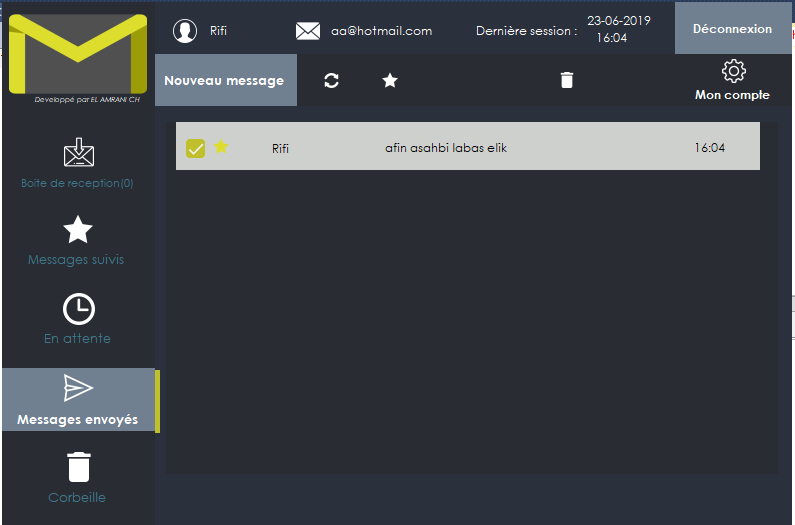 Rifi
aa@hotmail.com
Dernière session :
23-06-2019
16:04
Déconnexion
Developpé par EL AMRANI CH
Nouveau message
Mon compte
Rifi
afin asahbi labas elik
16:04
Boite de reception(0)
Messages suivis
En attente
Messages envoyés
Corbeille